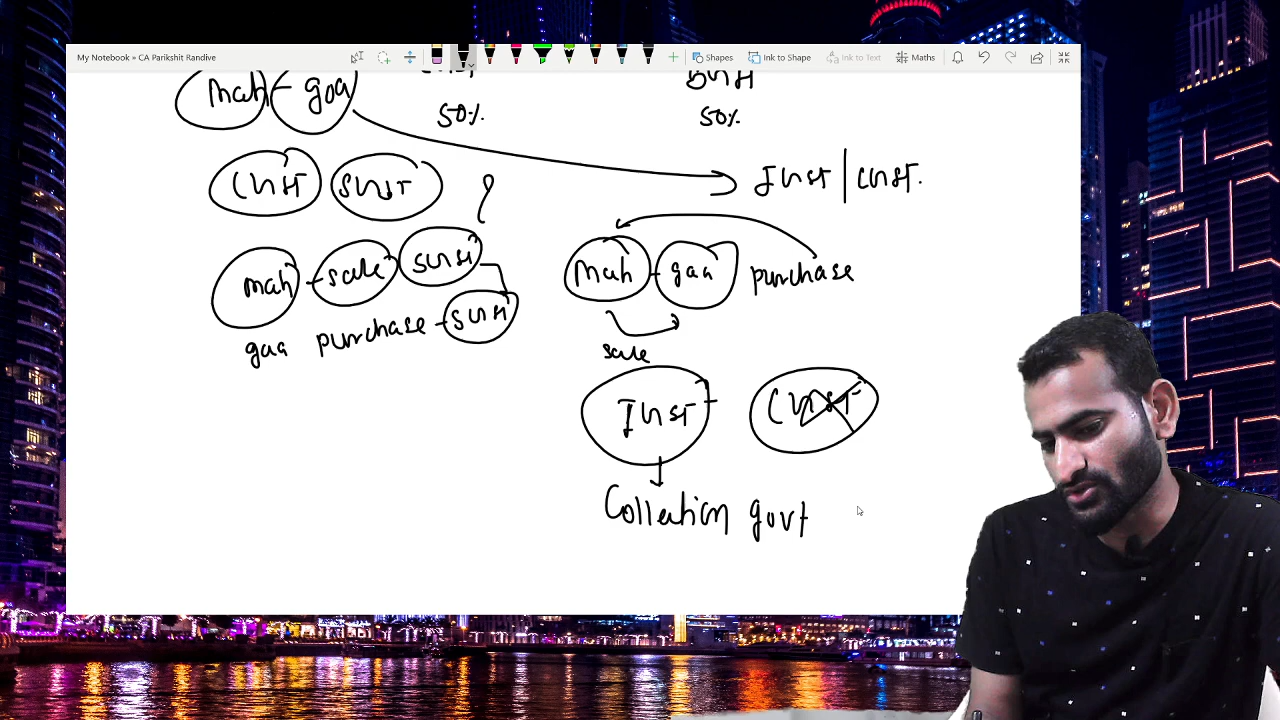 My Notebook » CA Parikshit Randive
Shapes Ink to Shape Ink to Text Maths
Mah - goa
50% 50%
CGST SGST
IGST | CGST.
mah - sale SGST
goa purchase - SGST
Mah - goa purchase
sale
IGST CGST
Collection govt